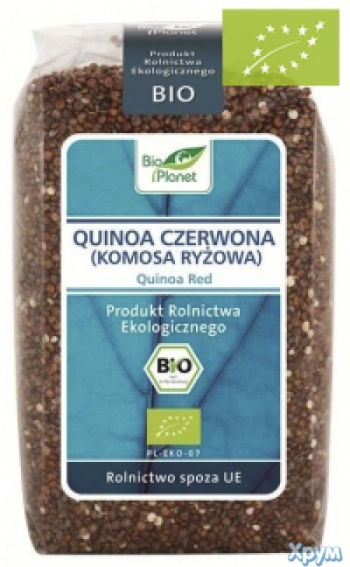 Produkt
Rolnictwa
Ekologicznego
BIO
Bio
Planet
QUINOA CZERWONA
(KOMOSA RYŻOWA)
Quinoa Red
Produkt Rolnictwa
Ekologicznego
BIO
PL-EKO-07
Rolnictwo spoza UE
Хрум